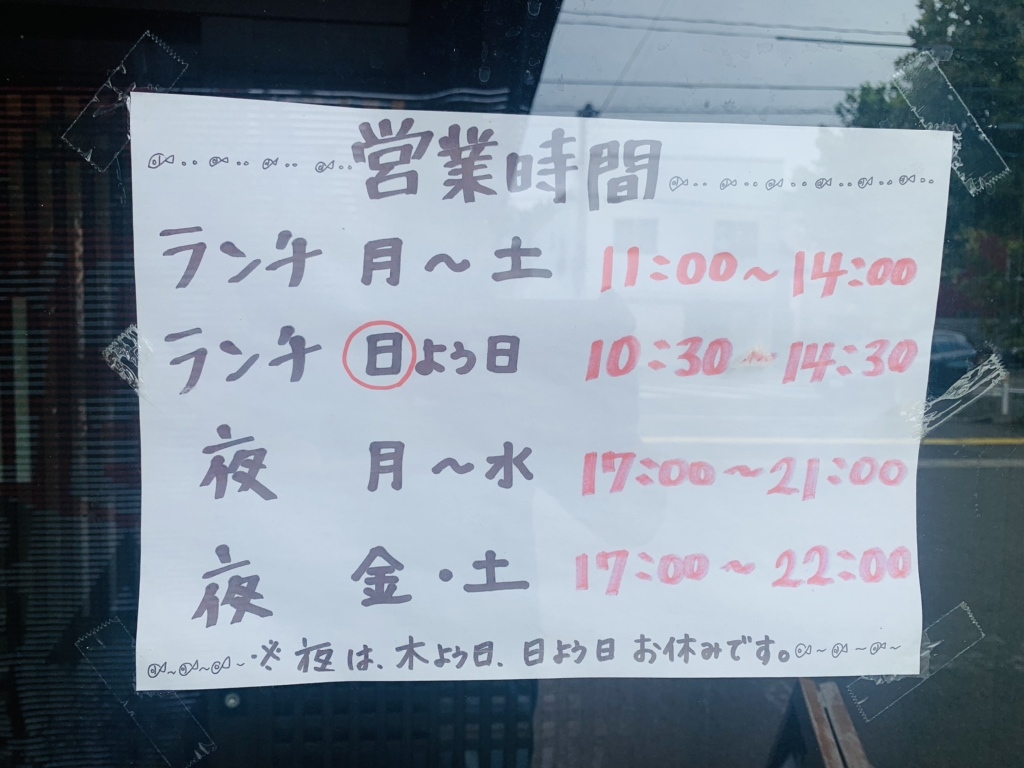 営業時間
ランチ 月～土 11:00～14:00
ランチ 日よう日 10:30～14:30
夜 月～水 17:00～21:00
夜 金・土 17:00～22:00
※ 夜は、木よう日、日よう日 お休みです。